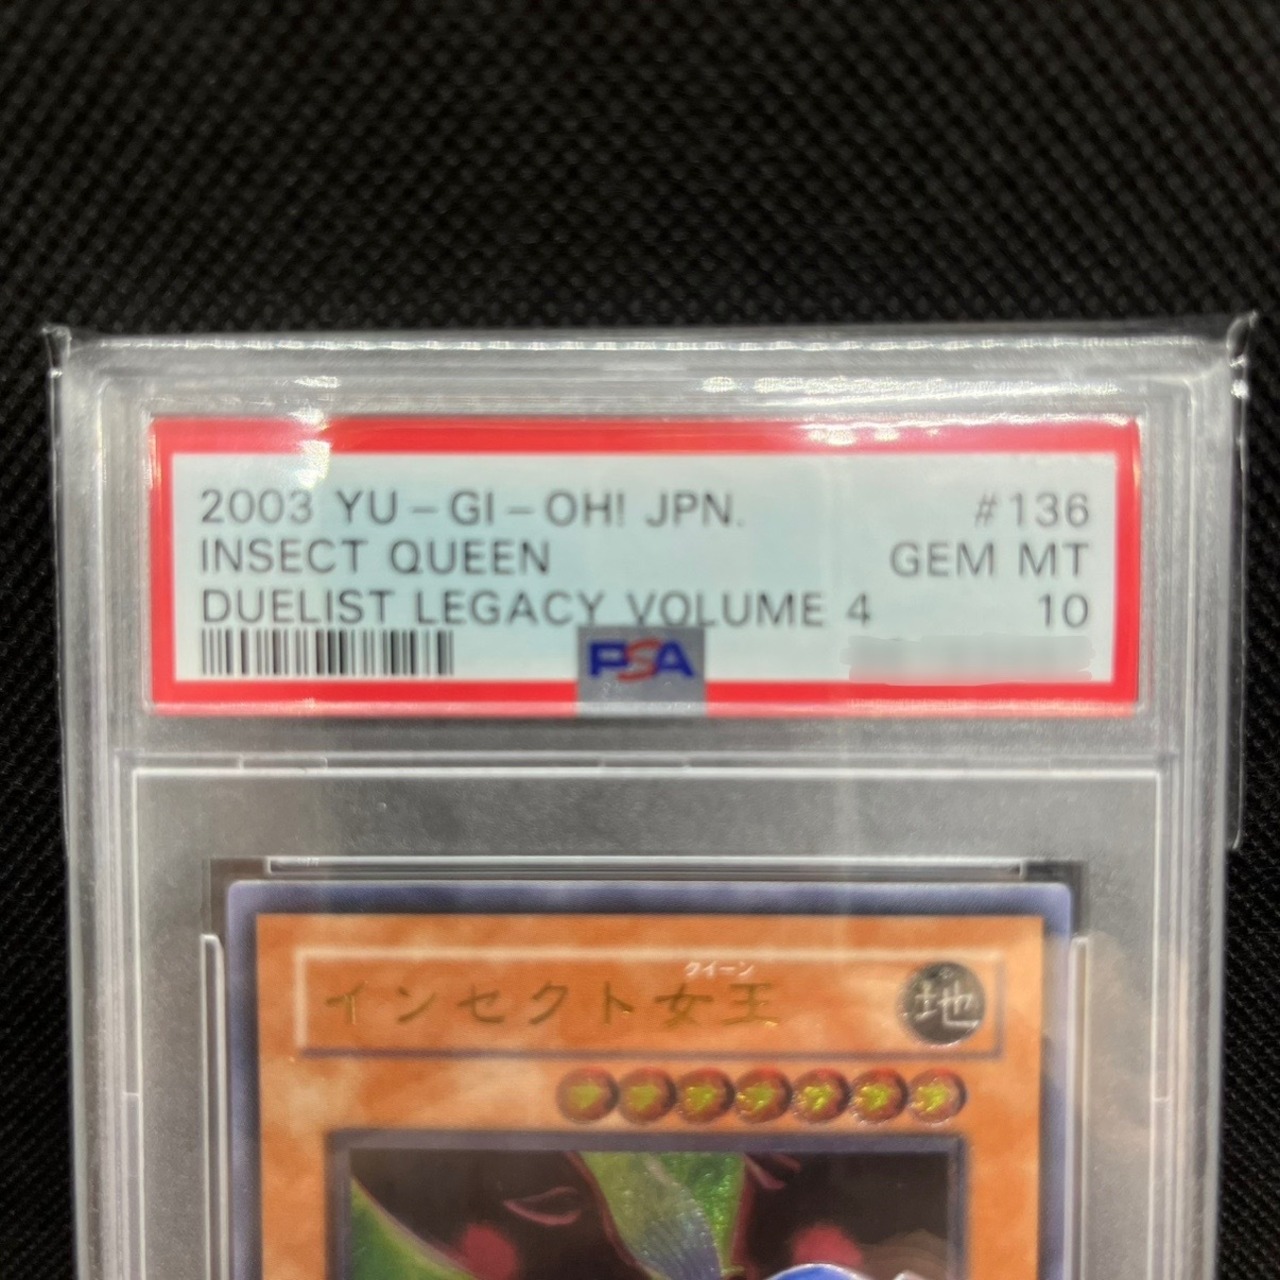 2003 YU-GI-OH! JPN. #136
INSECT QUEEN GEM MT
DUELIST LEGACY VOLUME 4 10
PSA
クイーン
インセクト女王 地